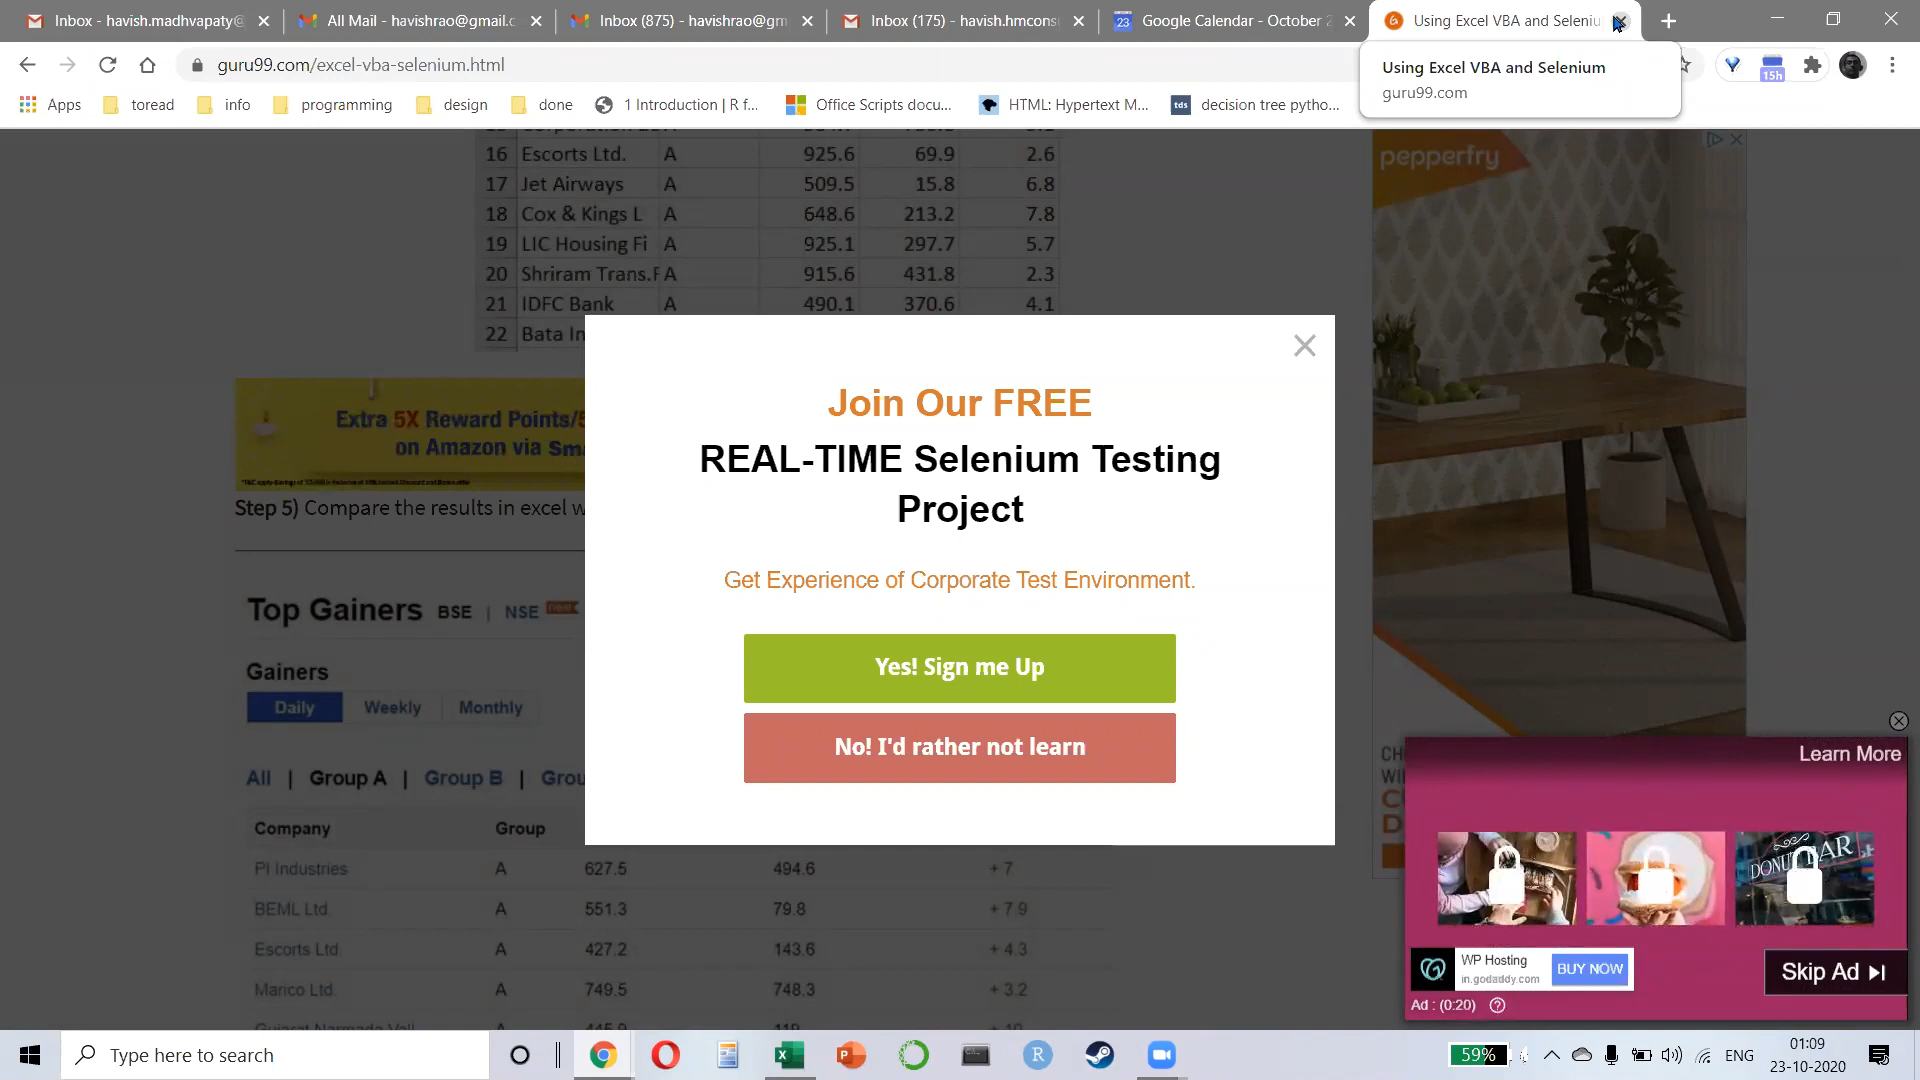 Inbox - havish.madhvapaty@
All Mail - havishrao@gmail.c
Inbox (875) - havishrao@gm
Inbox (175) - havish.hmcons
Google Calendar - October 2
Using Excel VBA and Seleniu
guru99.com/excel-vba-selenium.html
15h
Using Excel VBA and Selenium
guru99.com
Apps
toread
info
programming
design
done
1 Introduction | R f...
Office Scripts docu...
HTML: Hypertext M...
tds decision tree pytho...
16 Escorts Ltd. A 925.6 69.9 2.6
17 Jet Airways A 509.5 15.8 6.8
18 Cox & Kings L A 648.6 213.2 7.8
19 LIC Housing Fi A 925.1 297.7 5.7
20 Shriram Trans.F A 915.6 431.8 2.3
21 IDFC Bank A 490.1 370.6 4.1
22 Bata In
pepperfry
Extra 5X Reward Points/5
on Amazon via Sm
Step 5) Compare the results in excel w
Join Our FREE
REAL-TIME Selenium Testing
Project
Get Experience of Corporate Test Environment.
Yes! Sign me Up
No! I'd rather not learn
Top Gainers BSE | NSE
Gainers
Daily Weekly Monthly
All | Group A | Group B | Grou
Company Group
PI Industries A 627.5 494.6 + 7
BEML Ltd. A 551.3 79.8 + 7.9
Escorts Ltd. A 427.2 143.6 + 4.3
Marico Ltd. A 749.5 748.3 + 3.2
Learn More
DONUT BAR
WP Hosting
in.godaddy.com
BUY NOW
Skip Ad
Ad : (0:20)
Type here to search
59%
ENG
01:09
23-10-2020